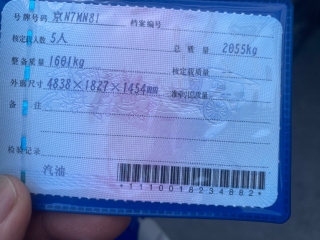 号牌号码 京N7MN81 档案编号
核定载人数 5人 总质量 2055kg
整备质量 1601kg 核定载质量
外廓尺寸 4838×1827×1454mm 准牵引总质量
备注
检验记录
汽油
*1110018234882*